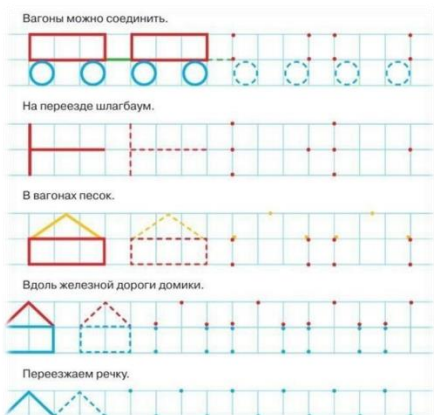 Вагоны можно соединить.
На переезде шлагбаум.
В вагонах песок.
Вдоль железной дороги домики.
Переезжаем речку.